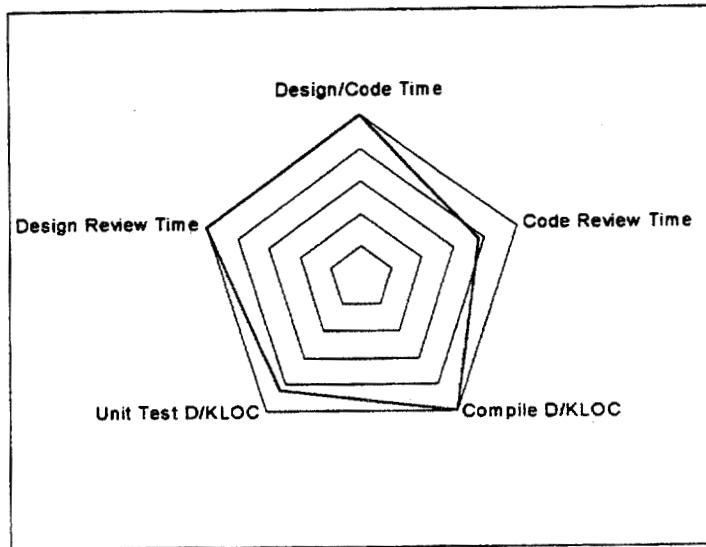 Design/Code Time
Design Review Time
Code Review Time
Unit Test D/KLOC
Compile D/KLOC